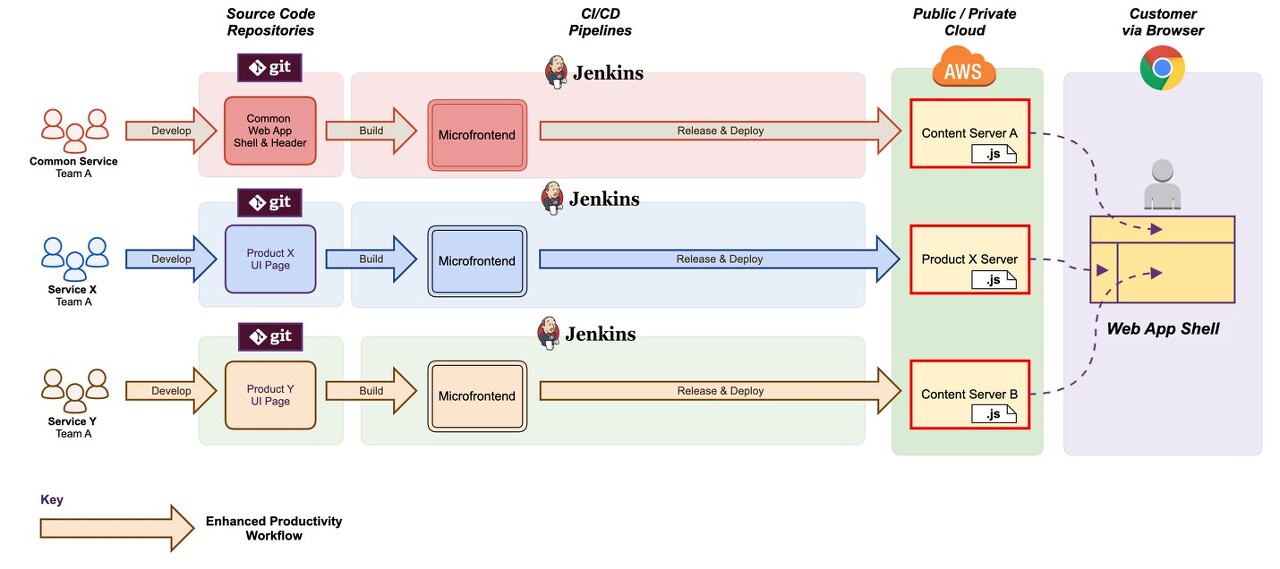 Source Code
Repositories
CI/CD
Pipelines
Public / Private
Cloud
Customer
via Browser
git
Jenkins
AWS
Common Service
Team A
Develop
Common
Web App
Shell & Header
Build
Microfrontend
Release & Deploy
Content Server A
.js
git
Jenkins
Service X
Team A
Develop
Product X
UI Page
Build
Microfrontend
Release & Deploy
Product X Server
.js
Web App Shell
git
Jenkins
Service Y
Team A
Develop
Product Y
UI Page
Build
Microfrontend
Release & Deploy
Content Server B
.js
Key
Enhanced Productivity
Workflow